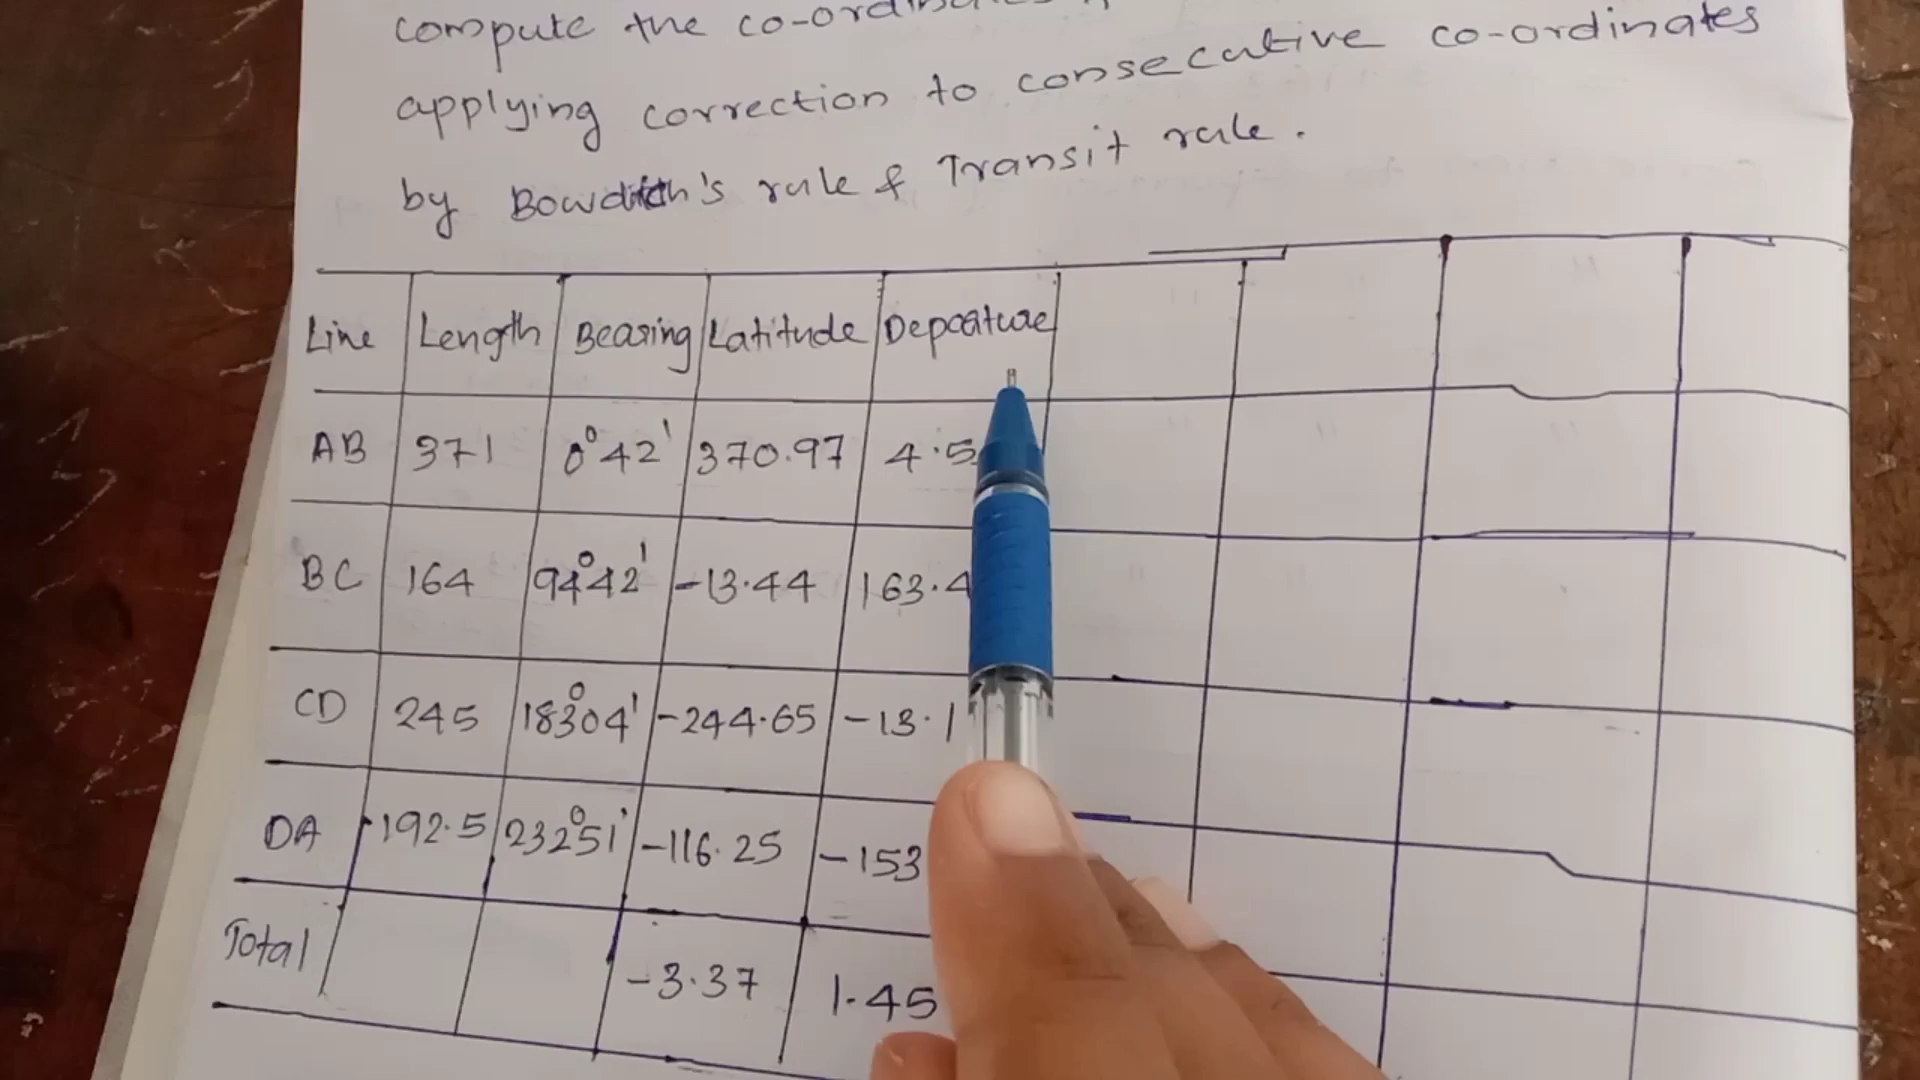 compute the co-ordinates
applying correction to consecutive co-ordinates
by Bowditch's rule & Transit rule.
Line Length Bearing Latitude Departure
AB 371 0°42' 370.97 4.5
BC 164 94°42' -13.44 163.4
CD 245 183°04' -244.65 -13.1
DA 192.5 232°51' -116.25 -153
Total -3.37 1.45